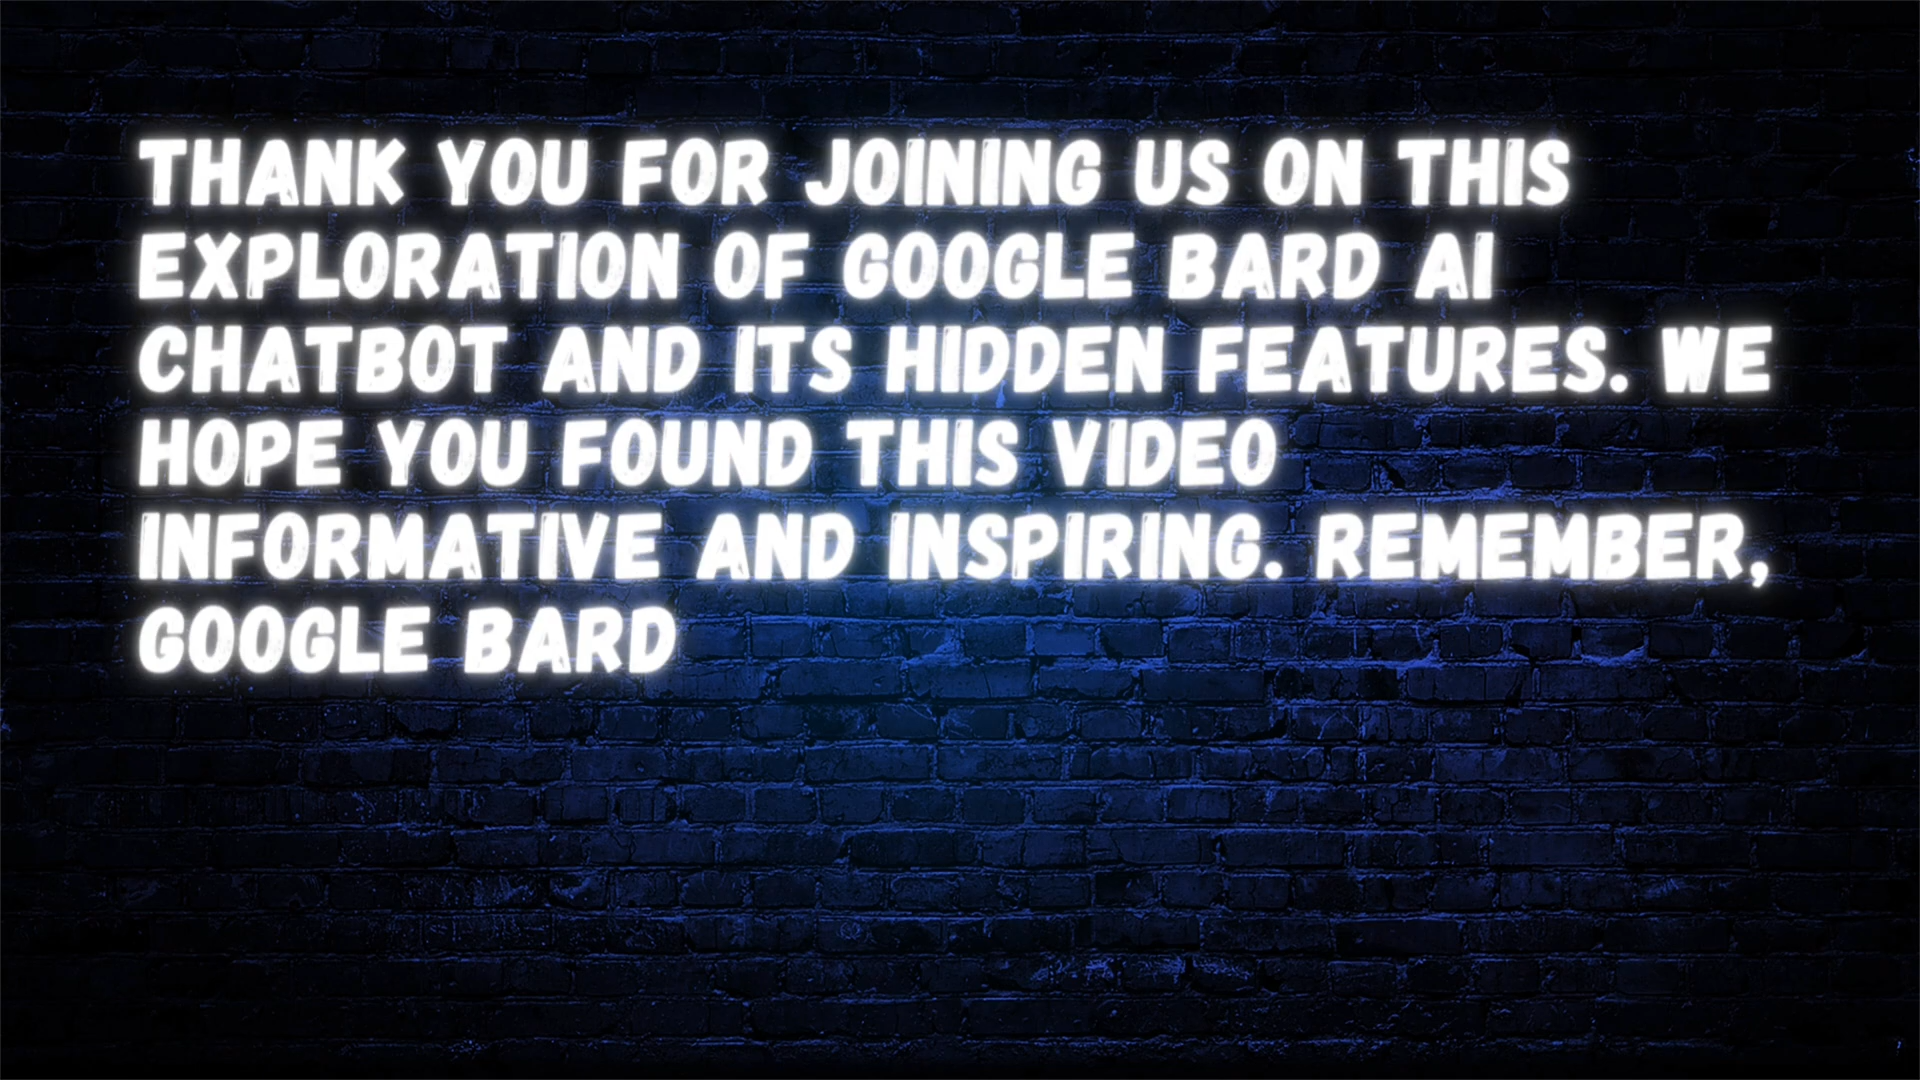 THANK YOU FOR JOINING US ON THIS
EXPLORATION OF GOOGLE BARD AI
CHATBOT AND ITS HIDDEN FEATURES. WE
HOPE YOU FOUND THIS VIDEO
INFORMATIVE AND INSPIRING. REMEMBER,
GOOGLE BARD